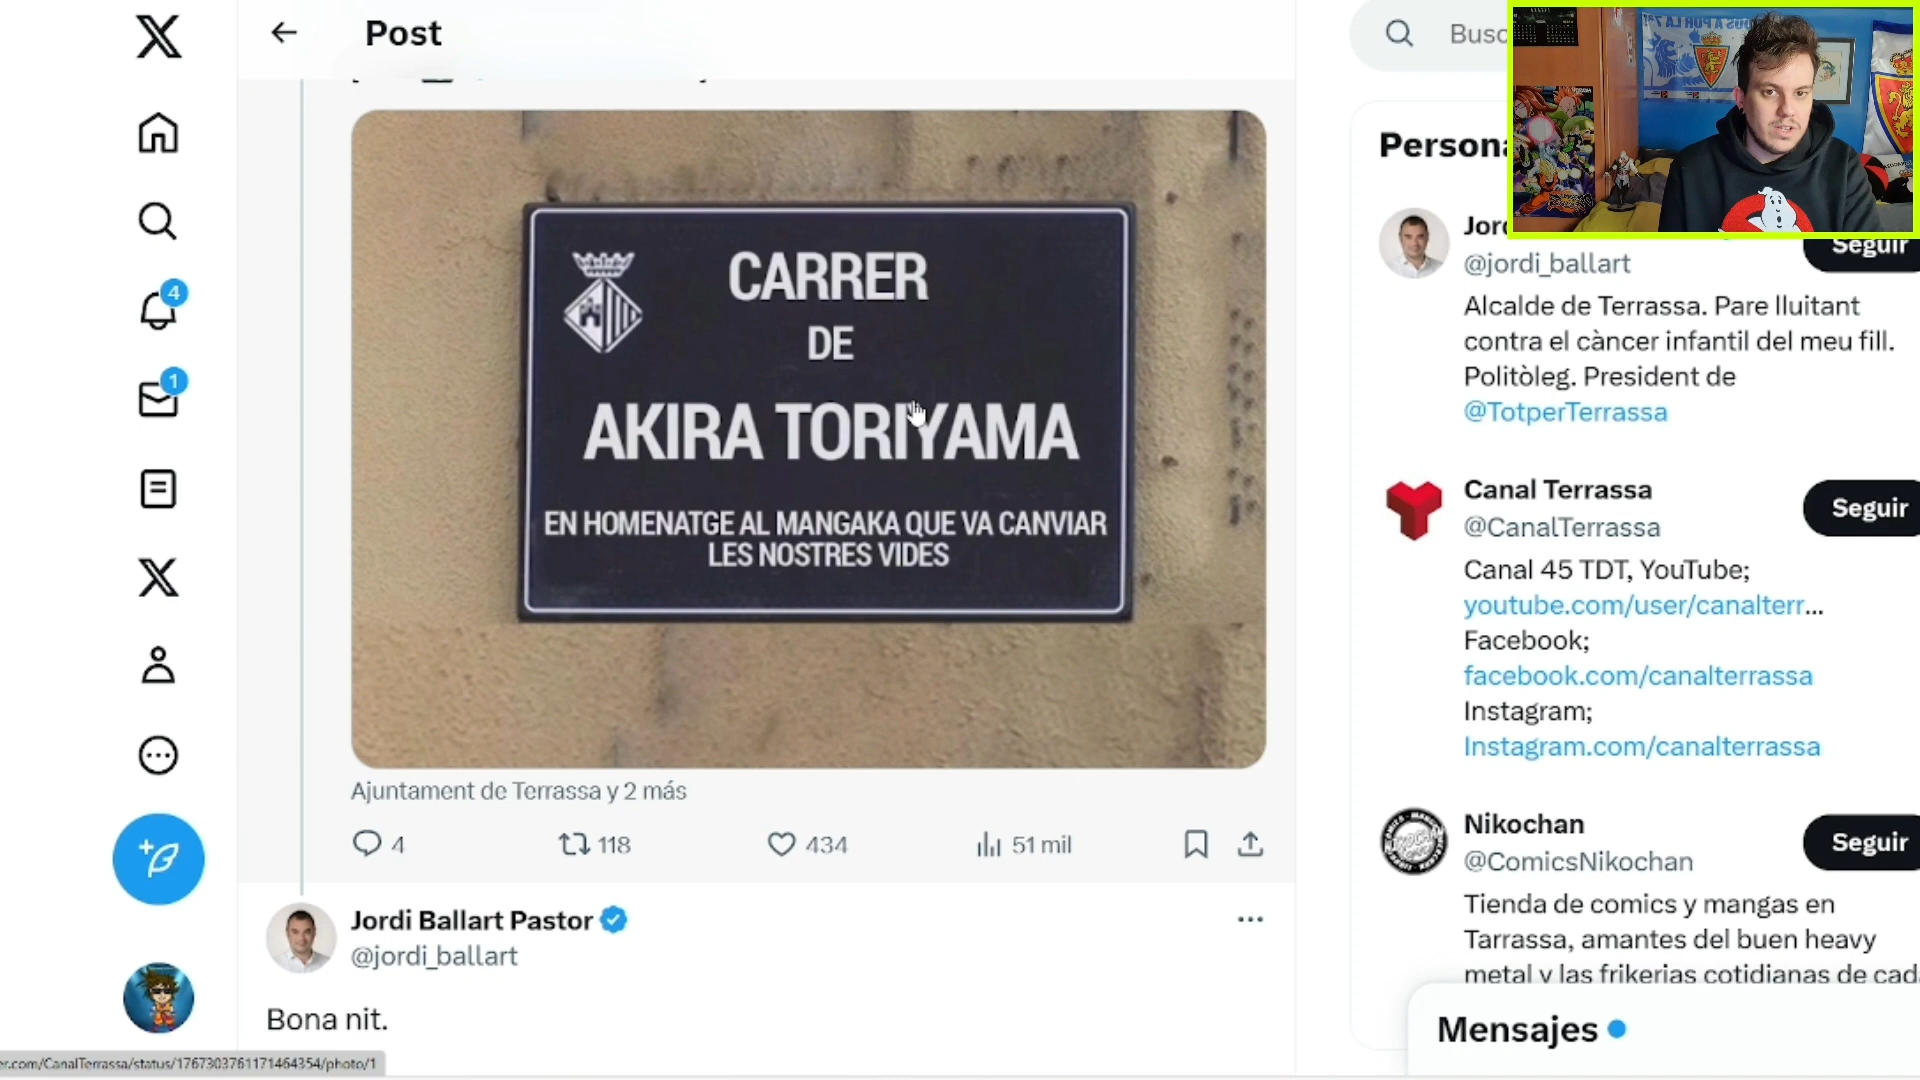 Post
CARRER
DE
AKIRA TORIYAMA
EN HOMENATGE AL MANGAKA QUE VA CANVIAR
LES NOSTRES VIDES
Ajuntament de Terrassa y 2 más
4
118
434
51 mil
Jordi Ballart Pastor
@jordi_ballart
Bona nit.
4
1
Busc
Persona
Jord
@jordi_ballart
Seguir
Alcalde de Terrassa. Pare lluitant
contra el càncer infantil del meu fill.
Politòleg. President de
@TotperTerrassa
Canal Terrassa
@CanalTerrassa
Seguir
Canal 45 TDT, YouTube;
youtube.com/user/canalterr...
Facebook;
facebook.com/canalterrassa
Instagram;
Instagram.com/canalterrassa
Nikochan
@ComicsNikochan
Seguir
Tienda de comics y mangas en
Tarrassa, amantes del buen heavy
metal y las frikerias cotidianas de cad
Mensajes
er.com/CanalTerrassa/status/1767303761171464354/photo/1